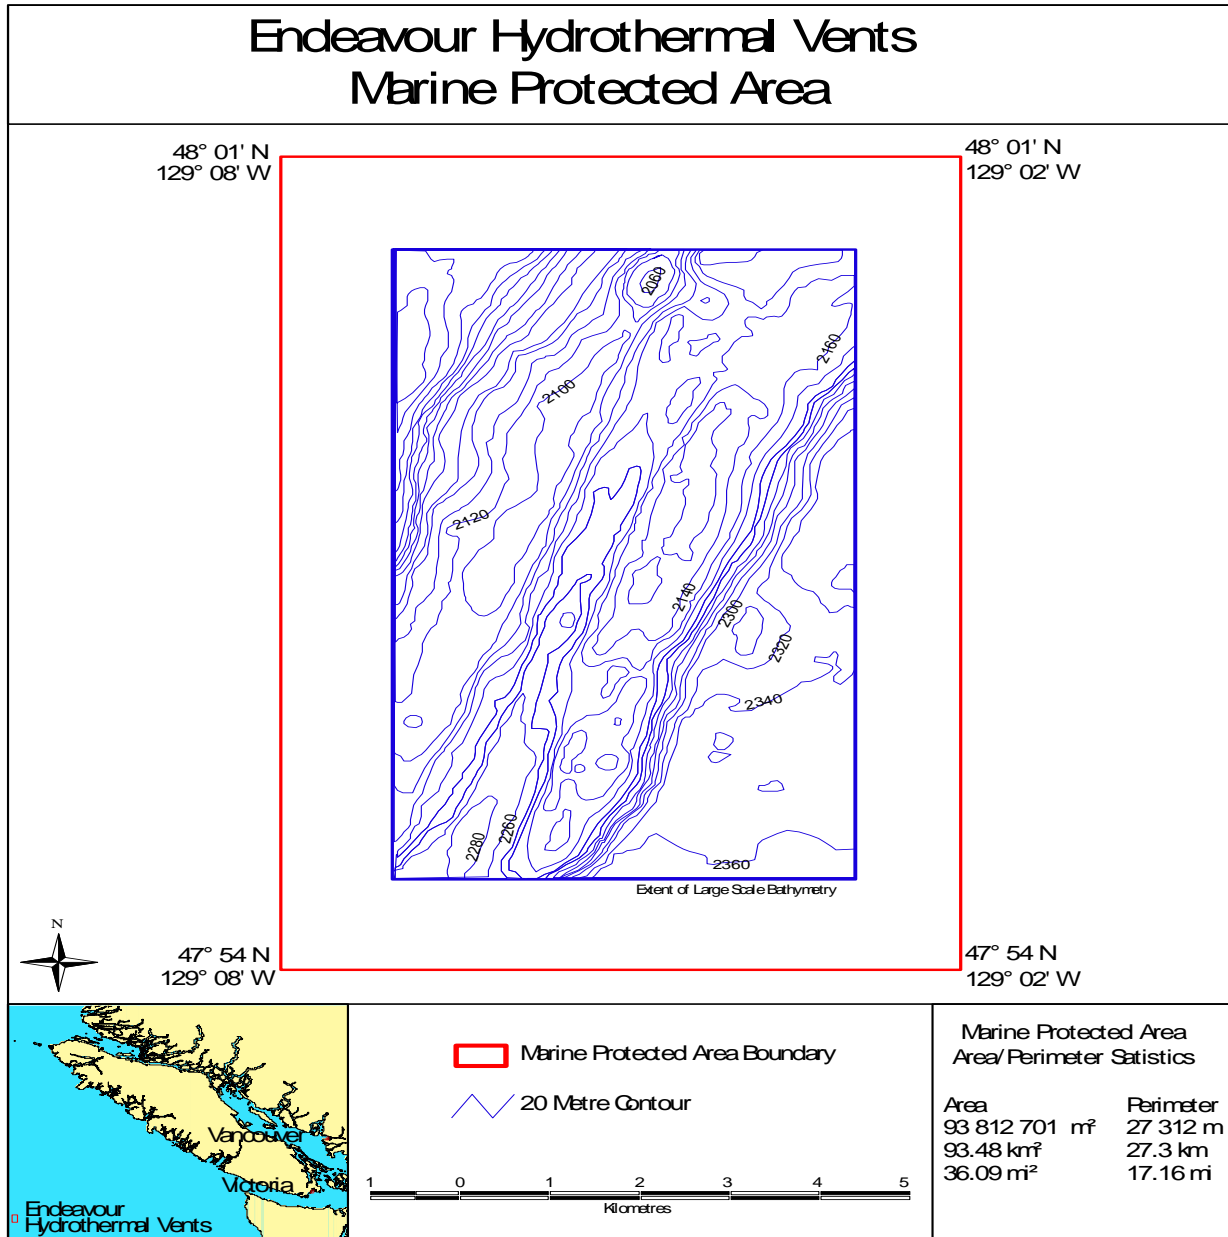 Endeavour Hydrothermal Vents
Marine Protected Area
48° 01' N
129° 08' W
48° 01' N
129° 02' W
2060
2160
2100
2120
2140
2300
2320
2340
2260
2280
2360
Extent of Large Scale Bathymetry
N
47° 54 N
129° 08' W
47° 54 N
129° 02' W
Vancouver
Victoria
Endeavour
Hydrothermal Vents
Marine Protected Area Boundary
20 Metre Contour
1 0 1 2 3 4 5
Kilometres
Marine Protected Area
Area/Perimeter Satistics
Area Perimeter
93 812 701 m² 27 312 m
93.48 km² 27.3 km
36.09 mi² 17.16 mi